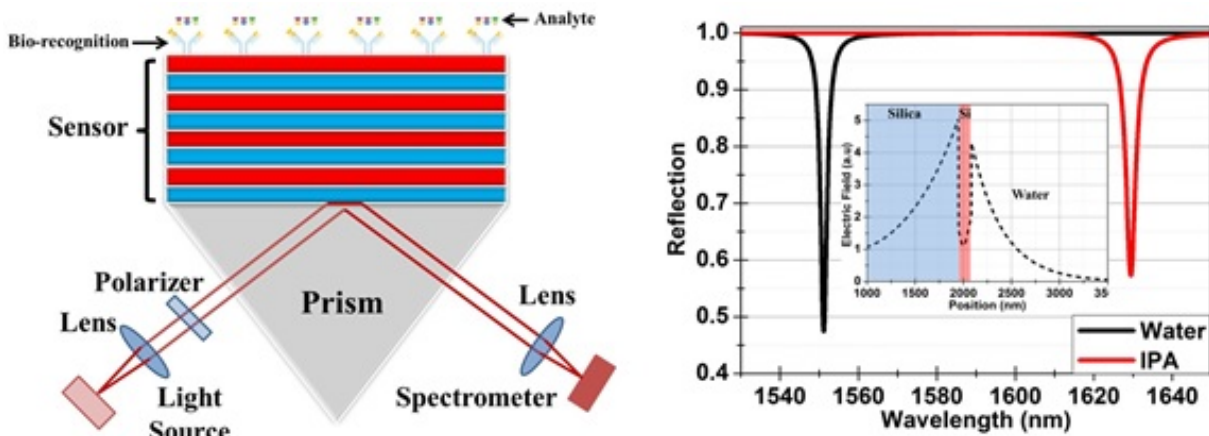 Analyte
Bio-recognition
Sensor
Prism
Polarizer
Lens
Light
Source
Lens
Spectrometer
1.0
0.9
0.8
0.7
0.6
0.5
0.4
Reflection
1540 1560 1580 1600 1620 1640
Wavelength (nm)
Silica Si
Water
5
4
3
2
1
0
Electric Field (a.u)
1000 1500 2000 2500 3000 35
Position (nm)
Water
IPA